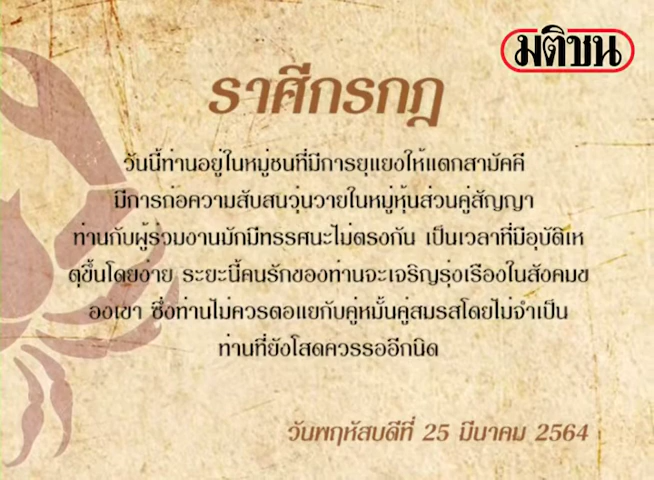 มติชน
ราศีกรกฎ
วันนี้ท่านอยู่ในหมู่ชนที่มีการยุแยงให้แตกสามัคคี
มีการก่อความสับสนวุ่นวายในหมู่หุ้นส่วนคู่สัญญา
ท่านกับผู้ร่วมงานมักมีทรรศนะไม่ตรงกัน เป็นเวลาที่มีอุบัติเห
ตุขึ้นโดยง่าย ระยะนี้คนรักของท่านจะเจริญรุ่งเรืองในสังคมข
องเขา ซึ่งท่านไม่ควรตอแยกับคู่หมั้นคู่สมรสโดยไม่จำเป็น
ท่านที่ยังโสดควรรออีกนิด
วันพฤหัสบดีที่ 25 มีนาคม 2564